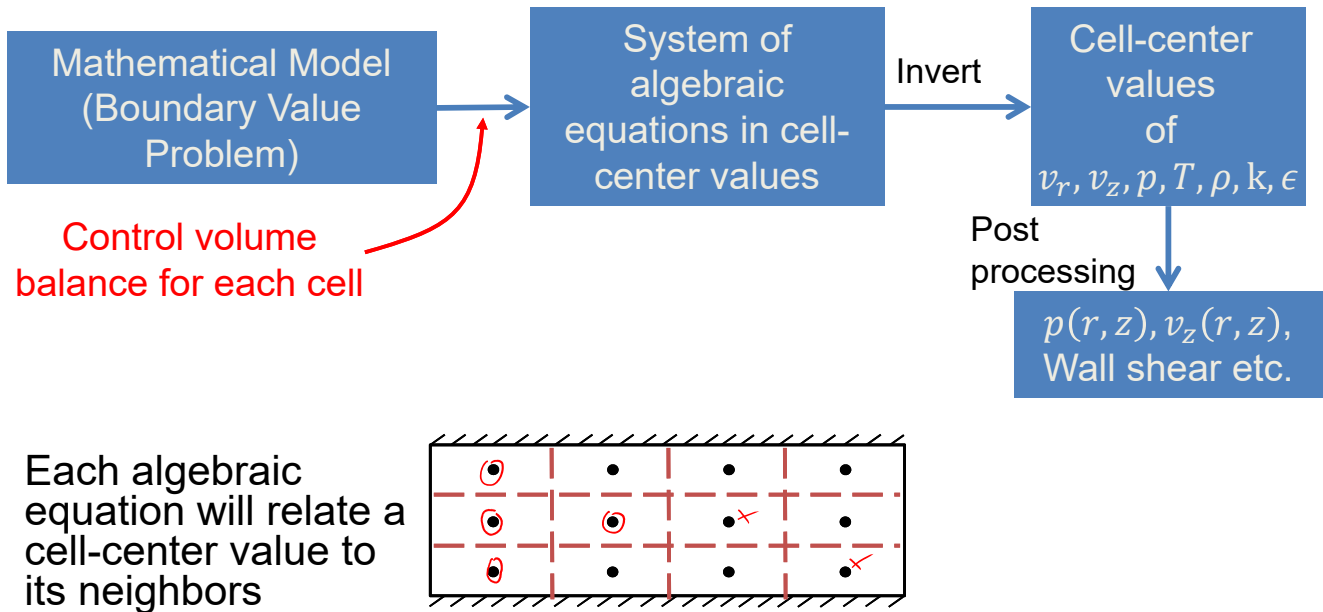 Mathematical Model
(Boundary Value
Problem)
System of
algebraic
equations in cell-
center values
Invert
Cell-center
values
of
v_r, v_z, p, T, ρ, k, ϵ
Control volume
balance for each cell
Post
processing
p(r, z), v_z(r, z),
Wall shear etc.
Each algebraic
equation will relate a
cell-center value to
its neighbors